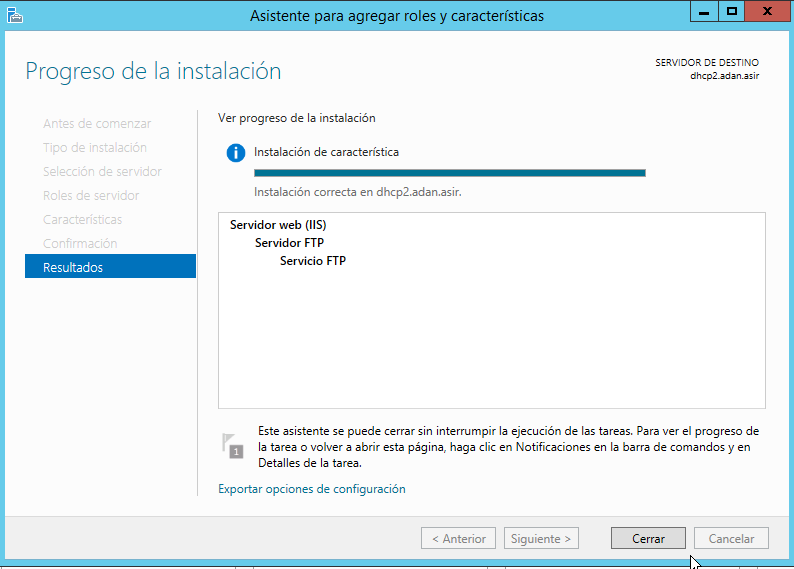 Asistente para agregar roles y características
Progreso de la instalación
SERVIDOR DE DESTINO
dhcp2.adan.asir
Antes de comenzar
Tipo de instalación
Selección de servidor
Roles de servidor
Características
Confirmación
Resultados
Ver progreso de la instalación
Instalación de característica
Instalación correcta en dhcp2.adan.asir.
Servidor web (IIS)
Servidor FTP
Servicio FTP
1
Este asistente se puede cerrar sin interrumpir la ejecución de las tareas. Para ver el progreso de
la tarea o volver a abrir esta página, haga clic en Notificaciones en la barra de comandos y en
Detalles de la tarea.
Exportar opciones de configuración
< Anterior
Siguiente >
Cerrar
Cancelar